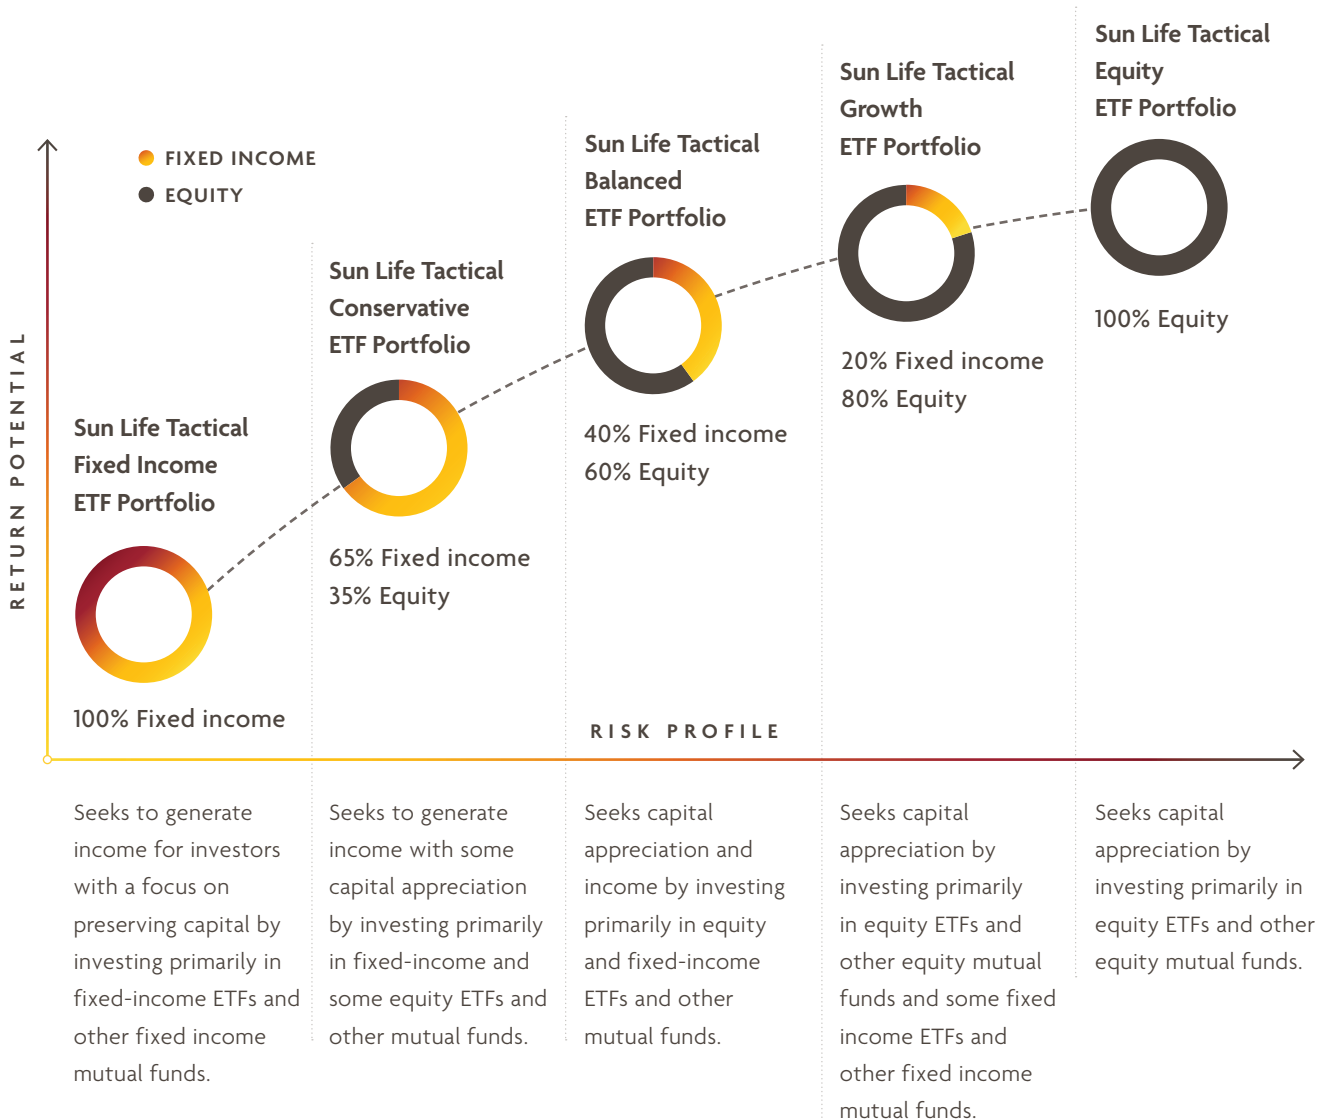 Sun Life Tactical
Equity
ETF Portfolio
100% Equity
Sun Life Tactical
Growth
ETF Portfolio
20% Fixed income
80% Equity
Sun Life Tactical
Balanced
ETF Portfolio
40% Fixed income
60% Equity
FIXED INCOME
EQUITY
Sun Life Tactical
Conservative
ETF Portfolio
65% Fixed income
35% Equity
Sun Life Tactical
Fixed Income
ETF Portfolio
100% Fixed income
RETURN POTENTIAL
RISK PROFILE
Seeks to generate
income for investors
with a focus on
preserving capital by
investing primarily in
fixed-income ETFs and
other fixed income
mutual funds.
Seeks to generate
income with some
capital appreciation
by investing primarily
in fixed-income and
some equity ETFs and
other mutual funds.
Seeks capital
appreciation and
income by investing
primarily in equity
and fixed-income
ETFs and other
mutual funds.
Seeks capital
appreciation by
investing primarily
in equity ETFs and
other equity mutual
funds and some fixed
income ETFs and
other fixed income
mutual funds.
Seeks capital
appreciation by
investing primarily in
equity ETFs and other
equity mutual funds.